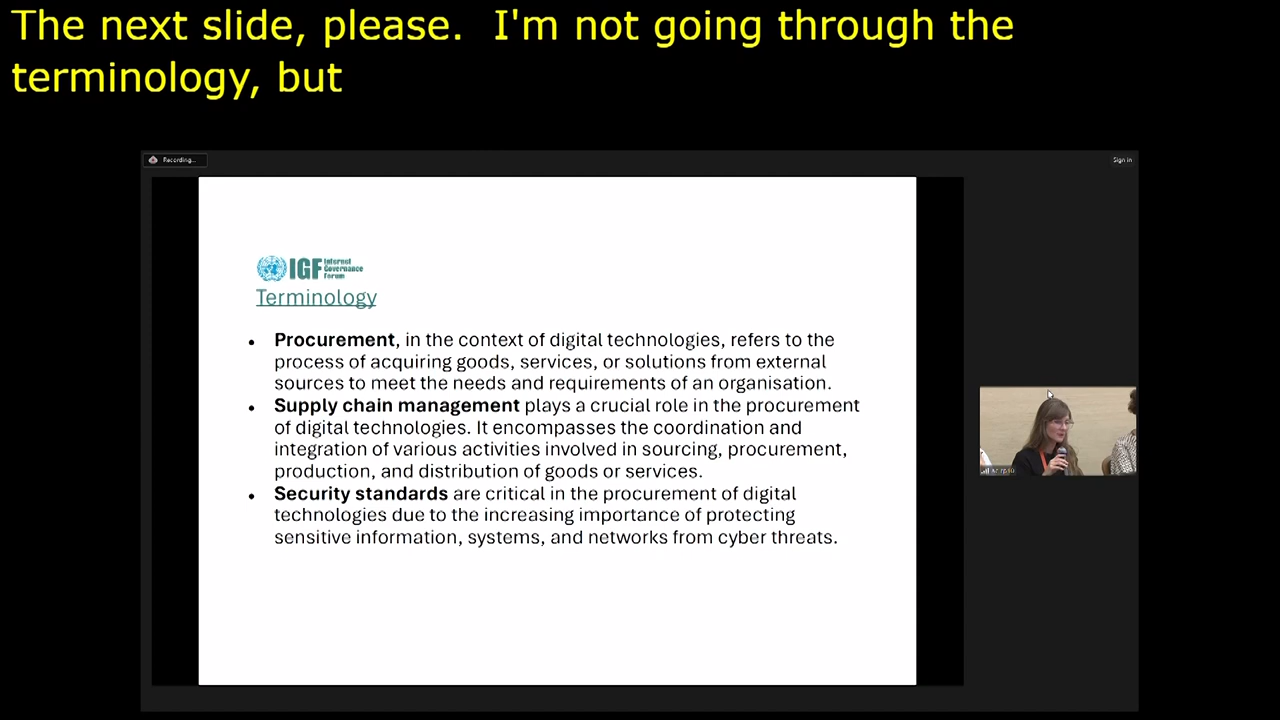 The next slide, please.  I'm not going through the
terminology, but
Recording...
Sign in
IGF Internet
Governance
Forum
Terminology
• Procurement, in the context of digital technologies, refers to the
process of acquiring goods, services, or solutions from external
sources to meet the needs and requirements of an organisation.
• Supply chain management plays a crucial role in the procurement
of digital technologies. It encompasses the coordination and
integration of various activities involved in sourcing, procurement,
production, and distribution of goods or services.
• Security standards are critical in the procurement of digital
technologies due to the increasing importance of protecting
sensitive information, systems, and networks from cyber threats.